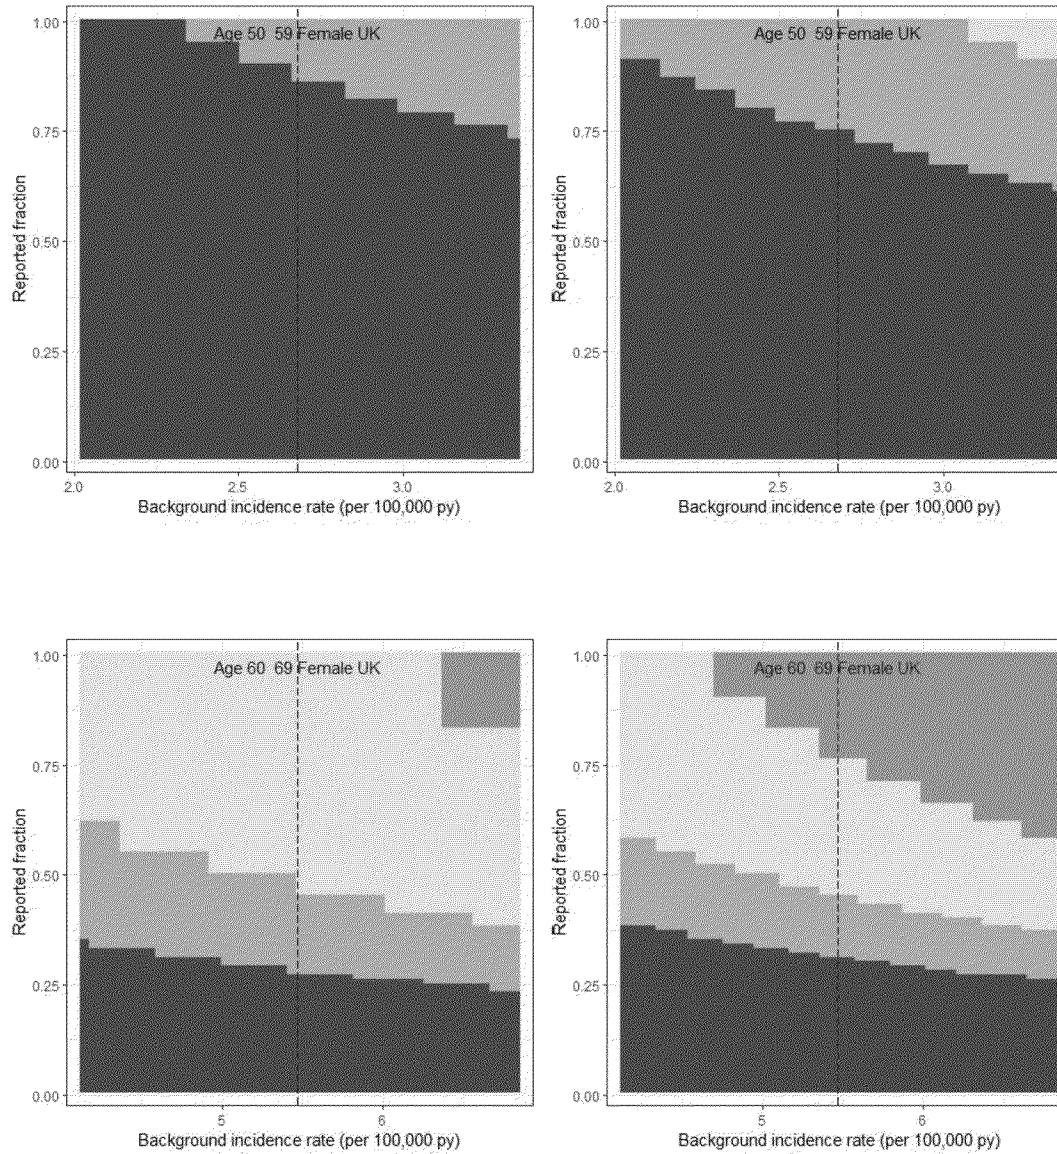 Age 50 59 Female UK
1.00
0.75
0.50
0.25
0.00
Reported fraction
2.0 2.5 3.0
Background incidence rate (per 100,000 py)
Age 50 59 Female UK
1.00
0.75
0.50
0.25
0.00
Reported fraction
2.0 2.5 3.0
Background incidence rate (per 100,000 py)
Age 60 69 Female UK
1.00
0.75
0.50
0.25
0.00
Reported fraction
5 6
Background incidence rate (per 100,000 py)
Age 60 69 Female UK
1.00
0.75
0.50
0.25
0.00
Reported fraction
5 6
Background incidence rate (per 100,000 py)